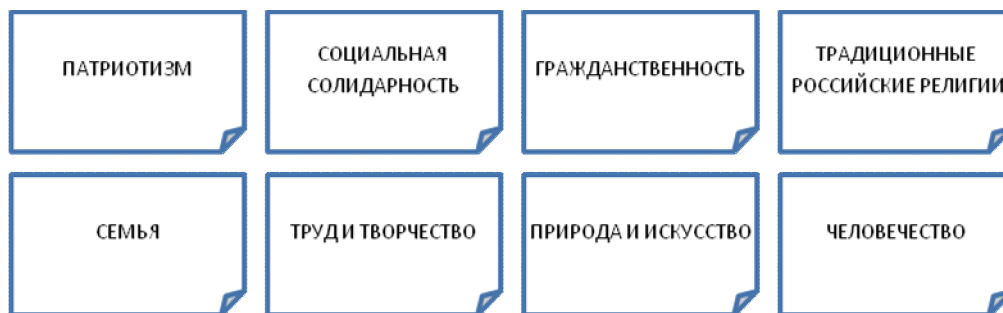 ПАТРИОТИЗМ
СОЦИАЛЬНАЯ
СОЛИДАРНОСТЬ
ГРАЖДАНСТВЕННОСТЬ
ТРАДИЦИОННЫЕ
РОССИЙСКИЕ РЕЛИГИИ
СЕМЬЯ
ТРУД И ТВОРЧЕСТВО
ПРИРОДА И ИСКУССТВО
ЧЕЛОВЕЧЕСТВО